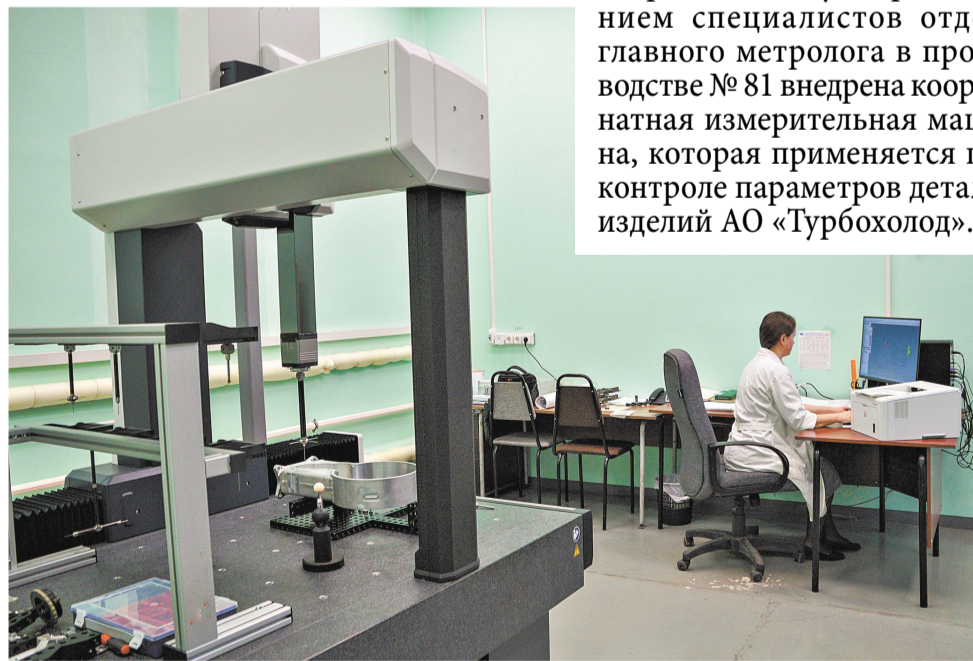 нием специалистов отде
главного метролога в про
водстве № 81 внедрена коор
натная измерительная маш
на, которая применяется п
контроле параметров детал
изделий АО «Турбохолод».